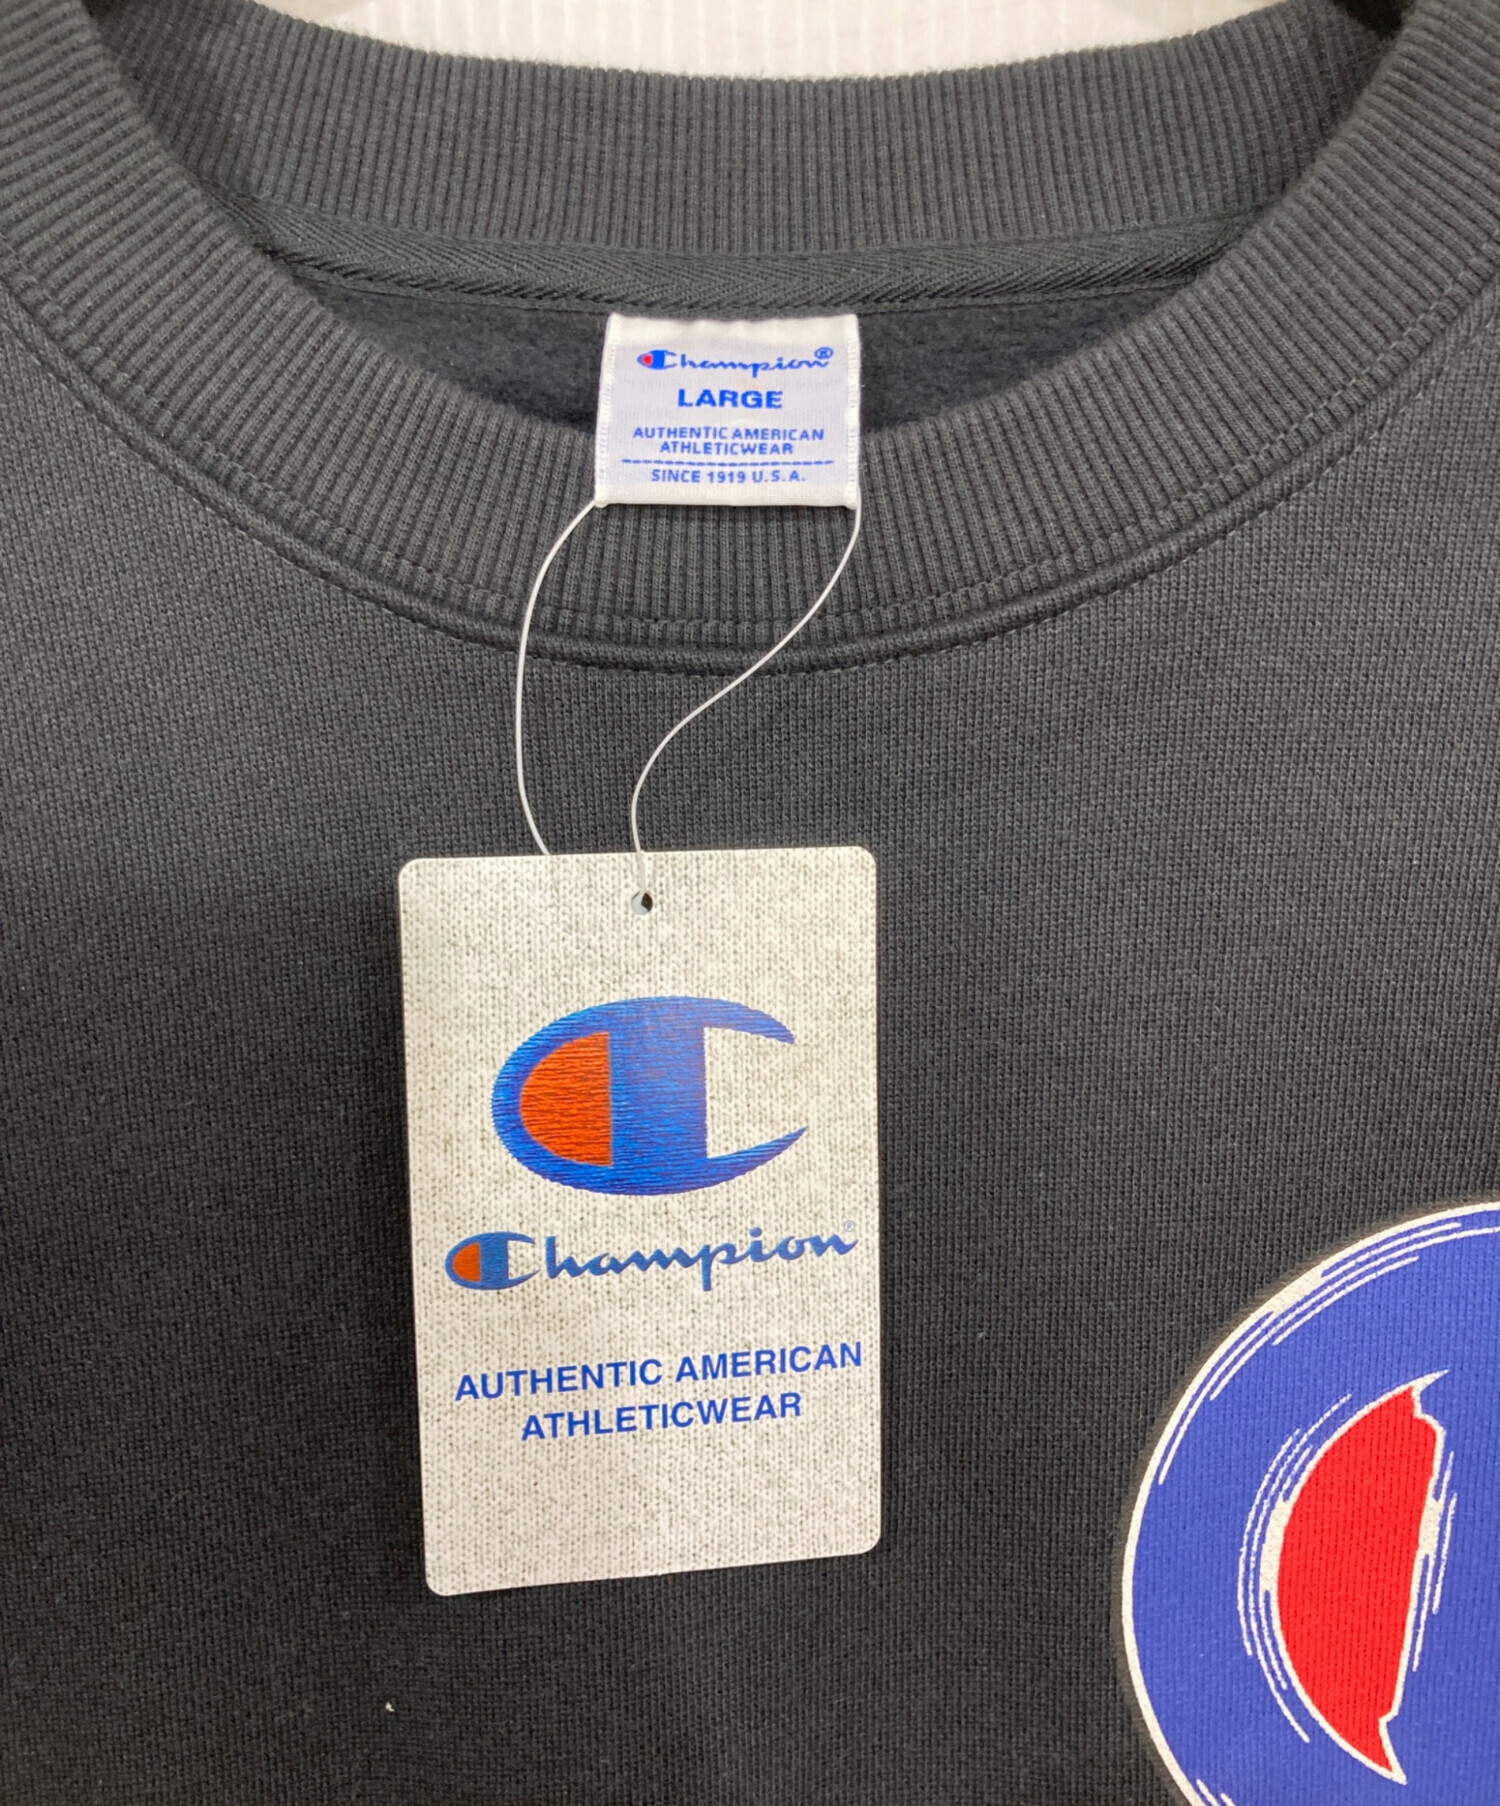 Champion®
LARGE
AUTHENTIC AMERICAN
ATHLETICWEAR
SINCE 1919 U.S.A.
Champion®
AUTHENTIC AMERICAN
ATHLETICWEAR